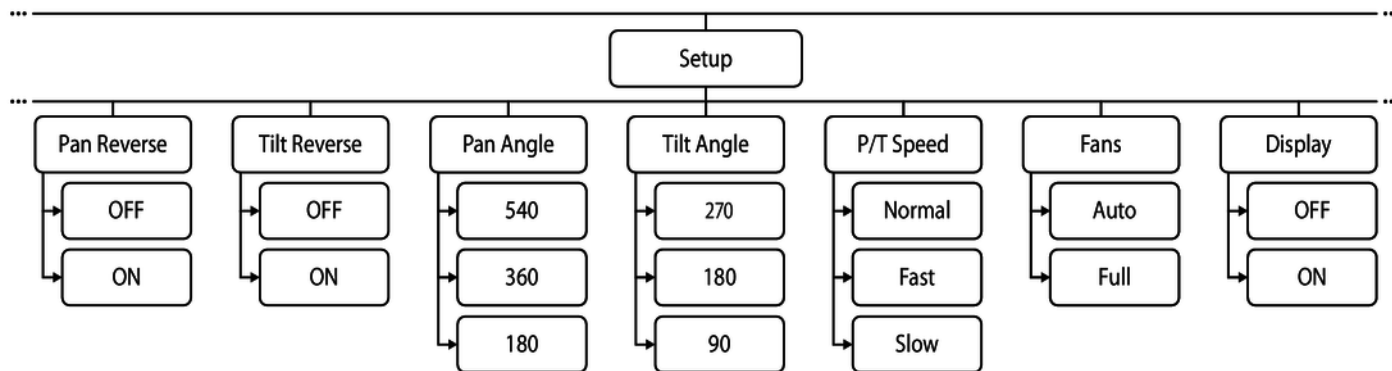 Setup
Pan Reverse
OFF
ON
Tilt Reverse
OFF
ON
Pan Angle
540
360
180
Tilt Angle
270
180
90
P/T Speed
Normal
Fast
Slow
Fans
Auto
Full
Display
OFF
ON